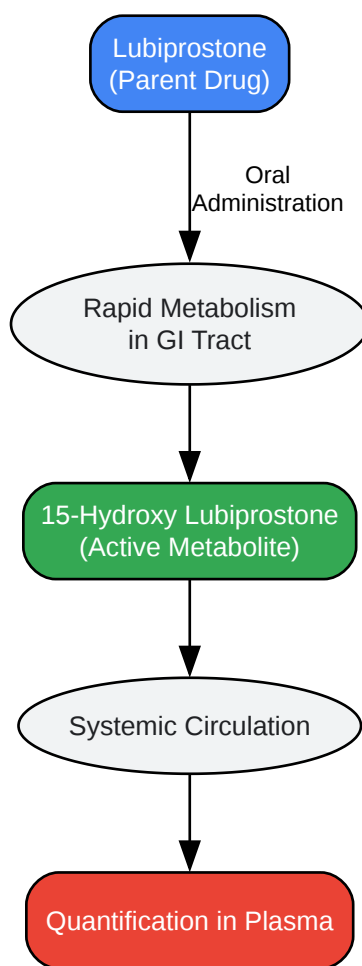 Lubiprostone
(Parent Drug)
Oral
Administration
Rapid Metabolism
in GI Tract
15-Hydroxy Lubiprostone
(Active Metabolite)
Systemic Circulation
Quantification in Plasma